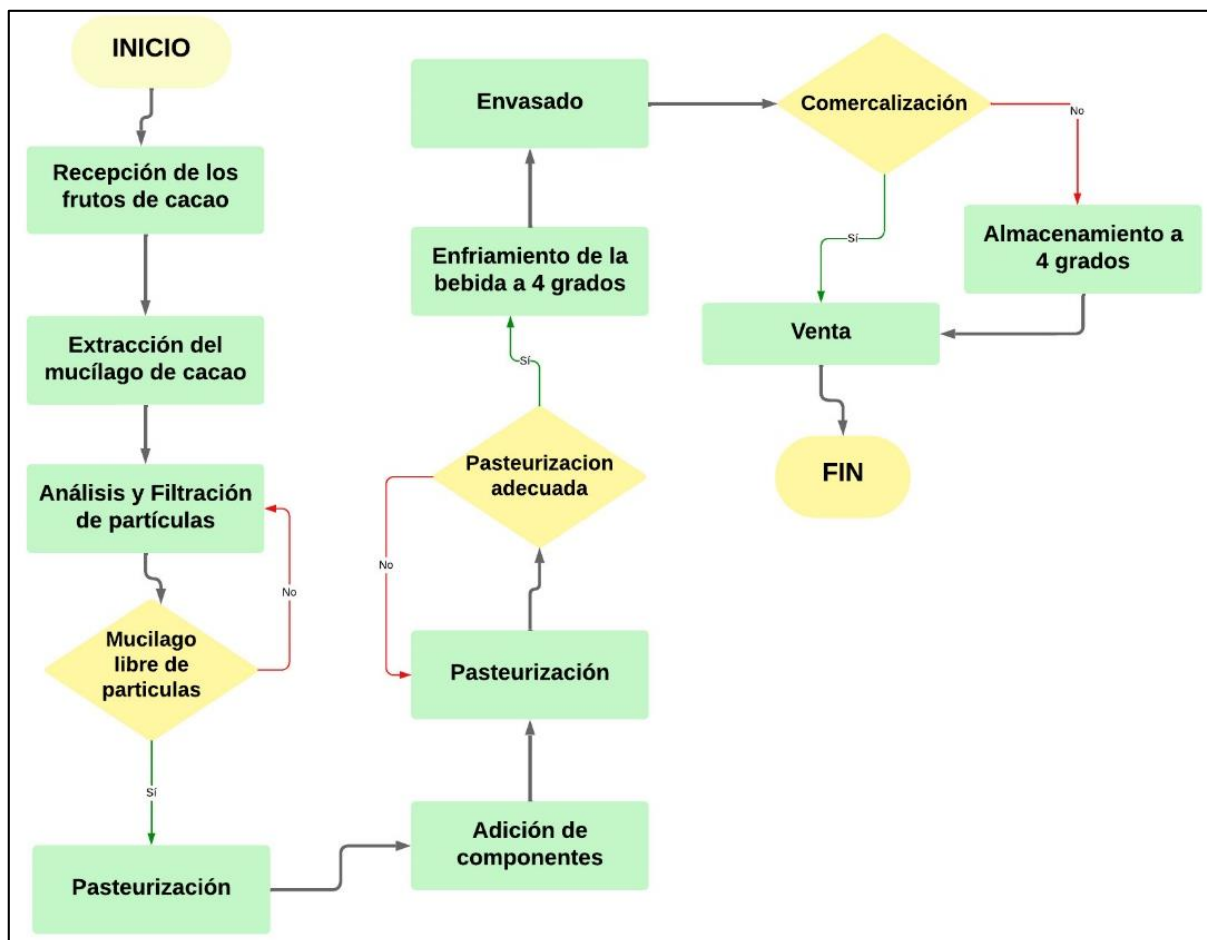 INICIO
Recepción de los
frutos de cacao
Extracción del
mucílago de cacao
Análisis y Filtración
de partículas
No
Mucilago
libre de
particulas
Sí
Pasteurización
Adición de
componentes
Pasteurización
No
Pasteurizacion
adecuada
Sí
Enfriamiento de la
bebida a 4 grados
Envasado
Comercalización
No
Sí
Almacenamiento a
4 grados
Venta
FIN